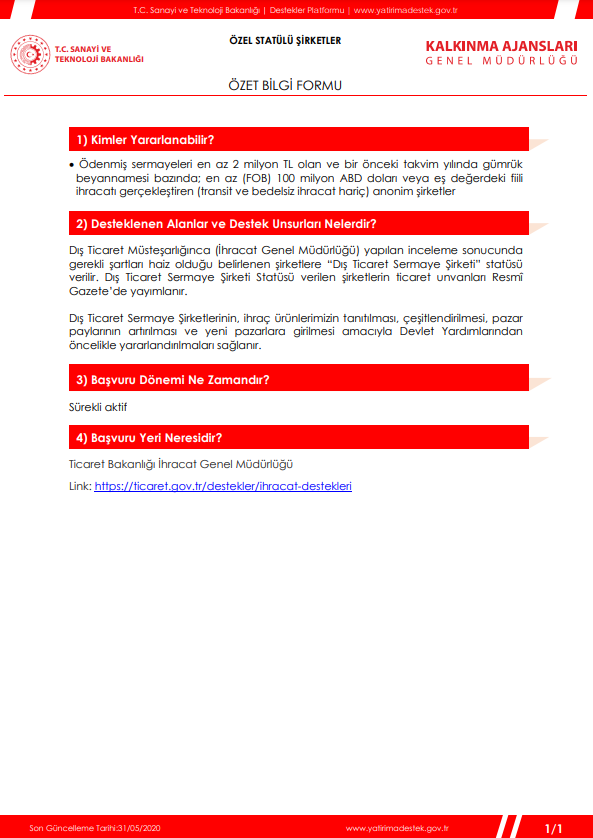 T.C. Sanayi ve Teknoloji Bakanlığı | Destekler Platformu | www.yatirimadestek.gov.tr
T.C. SANAYİ VE
TEKNOLOJİ BAKANLIĞI
ÖZEL STATÜLÜ ŞİRKETLER
KALKINMA AJANSLARI
GENEL MÜDÜRLÜĞÜ
ÖZET BİLGİ FORMU
1) Kimler Yararlanabilir?
• Ödenmiş sermayeleri en az 2 milyon TL olan ve bir önceki takvim yılında gümrük
beyannamesi bazında; en az (FOB) 100 milyon ABD doları veya eş değerdeki fiili
ihracatı gerçekleştiren (transit ve bedelsiz ihracat hariç) anonim şirketler
2) Desteklenen Alanlar ve Destek Unsurları Nelerdir?
Dış Ticaret Müsteşarlığınca (İhracat Genel Müdürlüğü) yapılan inceleme sonucunda
gerekli şartları haiz olduğu belirlenen şirketlere “Dış Ticaret Sermaye Şirketi” statüsü
verilir. Dış Ticaret Sermaye Şirketi Statüsü verilen şirketlerin ticaret unvanları Resmî
Gazete’de yayımlanır.
Dış Ticaret Sermaye Şirketlerinin, ihraç ürünlerimizin tanıtılması, çeşitlendirilmesi, pazar
paylarının artırılması ve yeni pazarlara girilmesi amacıyla Devlet Yardımlarından
öncelikle yararlandırılmaları sağlanır.
3) Başvuru Dönemi Ne Zamandır?
Sürekli aktif
4) Başvuru Yeri Neresidir?
Ticaret Bakanlığı İhracat Genel Müdürlüğü
Link: https://ticaret.gov.tr/destekler/ihracat-destekleri
Son Güncelleme Tarihi:31/05/2020
www.yatirimadestek.gov.tr
1/1